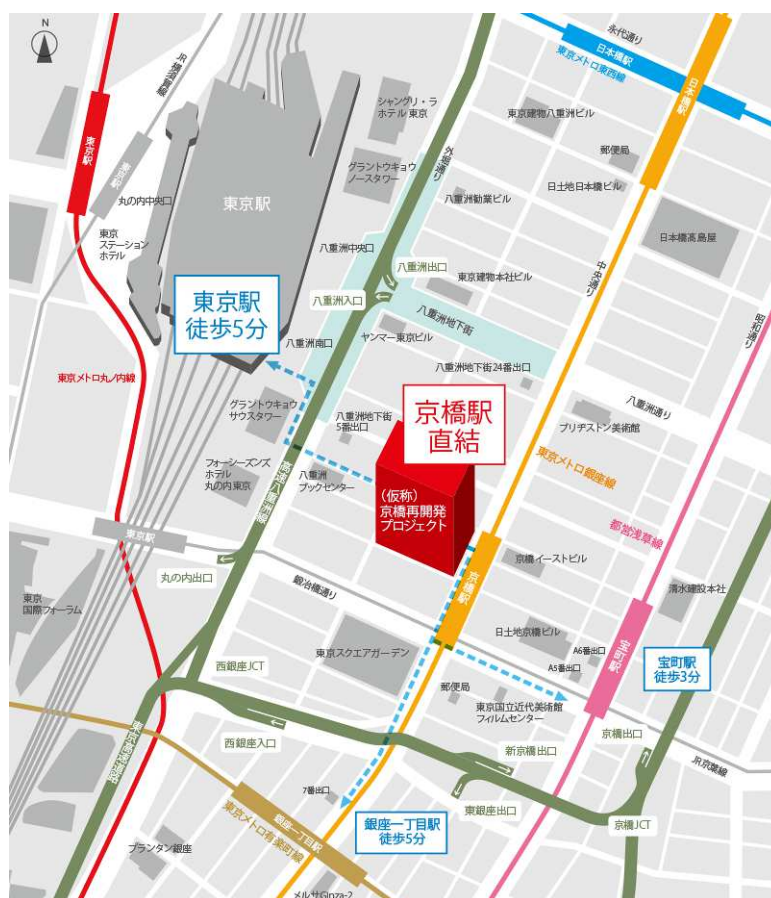 N
永代通り
日本橋駅
東京メトロ東西線
日本橋駅
JR
横須賀線
シャングリ・ラ
ホテル東京
東京建物八重洲ビル
外堀通り
郵便局
東京駅
東京駅
グラントウキョウ
ノースタワー
日土地日本橋ビル
八重洲勧業ビル
丸の内中央口
東京駅
日本橋髙島屋
東京
ステーション
ホテル
八重洲中央口
中央通り
八重洲出口
東京建物本社ビル
昭和通り
東京駅
徒歩5分
八重洲入口
八重洲地下街
ヤンマー東京ビル
八重洲南口
八重洲地下街24番出口
東京メトロ丸ノ内線
京橋駅
直結
八重洲通り
グラントウキョウ
サウスタワー
八重洲地下街
5番出口
ブリヂストン美術館
東京メトロ銀座線
フォーシーズンズ
ホテル
丸の内東京
高速八重洲線
八重洲
ブックセンター
(仮称)
京橋再開発
プロジェクト
都営浅草線
東京駅
京橋イーストビル
丸の内出口
鍛冶橋通り
京橋駅
清水建設本社
東京
国際フォーラム
日土地京橋ビル
A6番出口
宝町駅
東京スクエアガーデン
A5番出口
宝町駅
徒歩3分
西銀座JCT
郵便局
東京国立近代美術館
フィルムセンター
京橋出口
東京高速道路
西銀座入口
新京橋出口
JR京葉線
7番出口
東銀座出口
銀座一丁目駅
東京メトロ有楽町線
銀座一丁目駅
徒歩5分
京橋JCT
プランタン銀座
メルサGinza-2